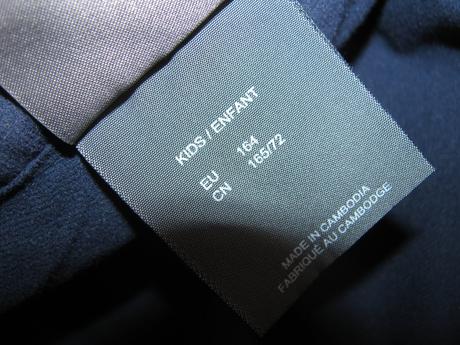 KIDS / ENFANT
EU 164
CN 165/72
MADE IN CAMBODIA
FABRIQUÉ AU CAMBODGE